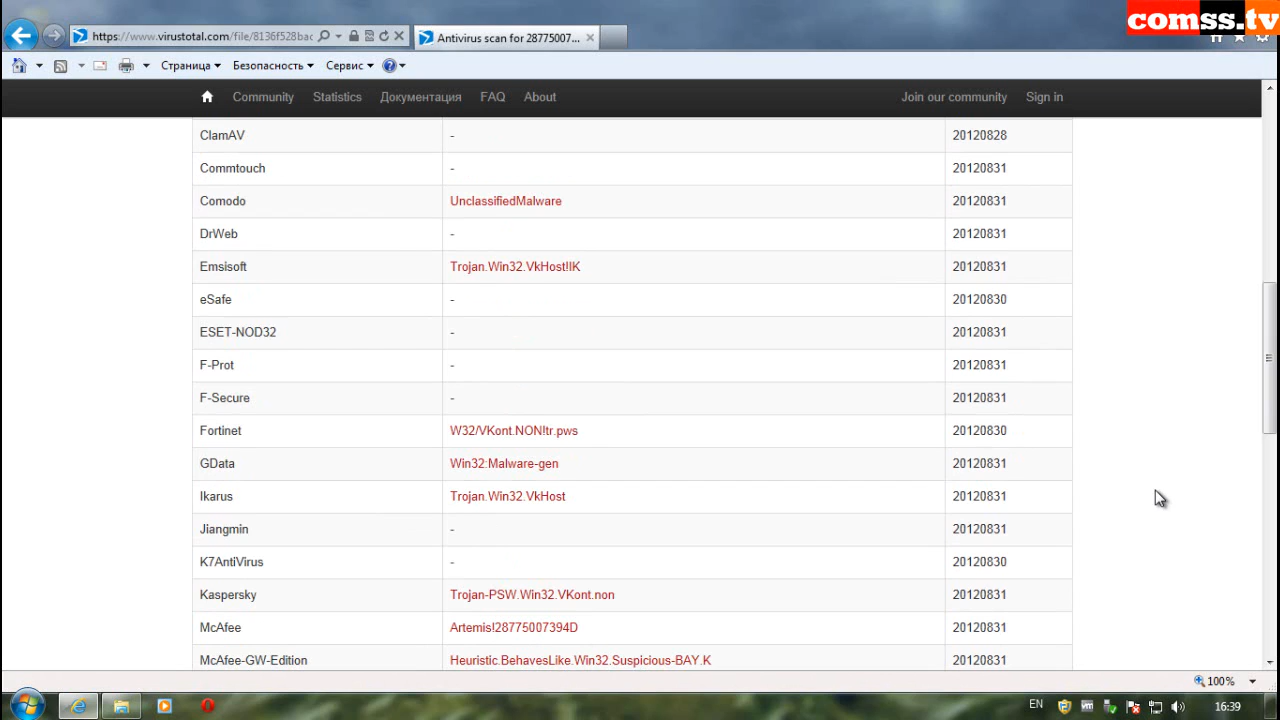 comss.tv
https://www.virustotal.com/file/8136f528bac
Antivirus scan for 28775007...
Страница Безопасность Сервис
Community Statistics Документация FAQ About Join our community Sign in
ClamAV - 20120828
Commtouch - 20120831
Comodo UnclassifiedMalware 20120831
DrWeb - 20120831
Emsisoft Trojan.Win32.VkHost!IK 20120831
eSafe - 20120830
ESET-NOD32 - 20120831
F-Prot - 20120831
F-Secure - 20120831
Fortinet W32/VKont.NON!tr.pws 20120830
GData Win32:Malware-gen 20120831
Ikarus Trojan.Win32.VkHost 20120831
Jiangmin - 20120831
K7AntiVirus - 20120830
Kaspersky Trojan-PSW.Win32.VKont.non 20120831
McAfee Artemis!28775007394D 20120831
McAfee-GW-Edition Heuristic.BehavesLike.Win32.Suspicious-BAY.K 20120831
100%
EN 16:39